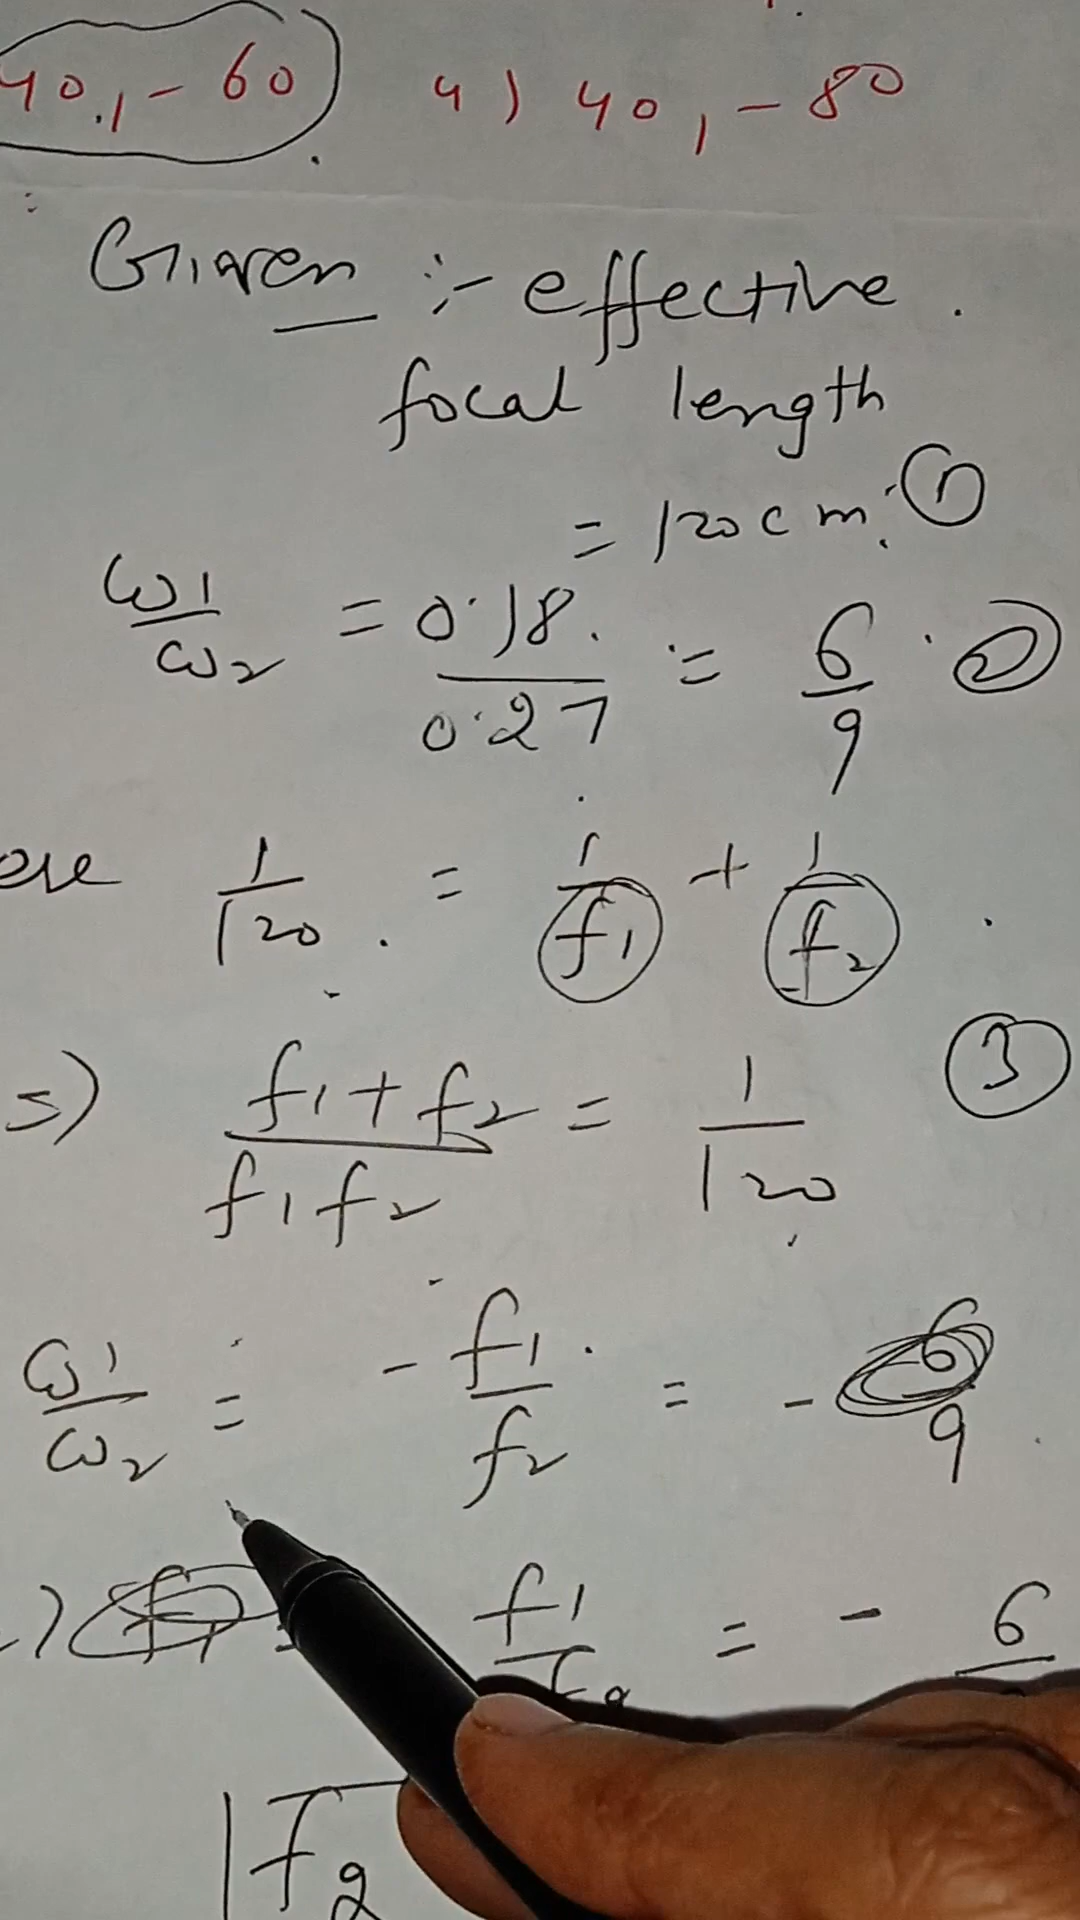 40, - 60 4) 40, - 80
Given :- effective.
focal length
= 120 cm. ①
ω1/ω2 = 0.18/0.27 = 6/9 ②
ere 1/120 = 1/f1 + 1/f2
=) f1+f2/f1f2 = 1/120 ③
ω1/ω2 = - f1/f2 = - 6/9
f1/f2 = - 6
f2